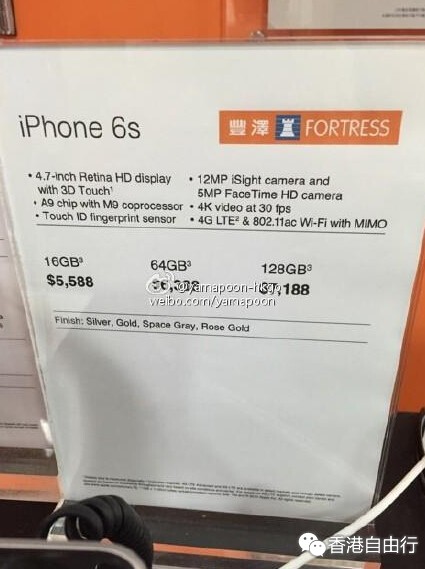 iPhone 6s
豐澤 FORTRESS
• 4.7-inch Retina HD display with 3D Touch¹
• A9 chip with M9 coprocessor
• Touch ID fingerprint sensor
• 12MP iSight camera and 5MP FaceTime HD camera
• 4K video at 30 fps
• 4G LTE² & 802.11ac Wi-Fi with MIMO
16GB³ 64GB³ 128GB³
$5,588
weibo.com/yamapoon
Finish: Silver, Gold, Space Gray, Rose Gold
香港自由行